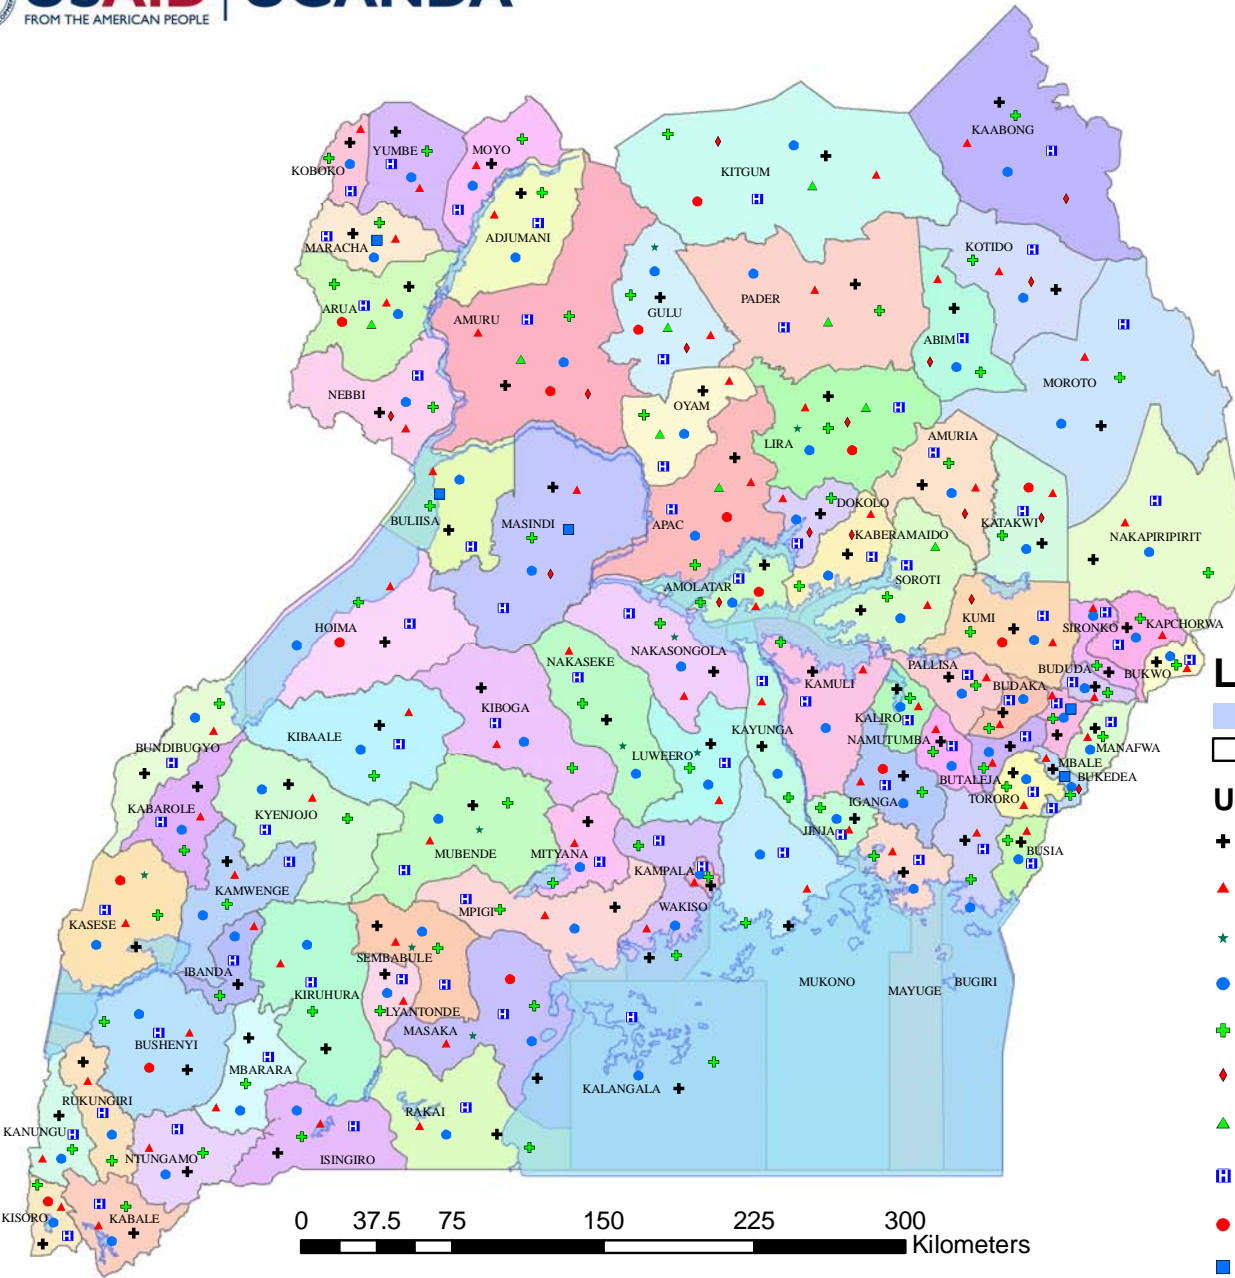 USAID | UGANDA
FROM THE AMERICAN PEOPLE
KAABONG
KOBOKO
YUMBE
MOYO
KITGUM
MARACHA
ADJUMANI
KOTIDO
ARUA
AMURU
GULU
PADER
ABIM
MOROTO
NEBBI
OYAM
LIRA
AMURIA
BULIISA
MASINDI
APAC
DOKOLO
KABERAMAIDO
KATAKWI
NAKAPIRIPIRIT
SOROTI
AMOLATAR
HOIMA
NAKASONGOLA
KUMI
SIRONKO
KAPCHORWA
NAKASEKE
KAMULI
PALLISA
BUDUDA
BUKWO
BUDAKA
L
KIBOGA
KIBAALE
KALIRO
KAYUNGA
NAMUTUMBA
BUNDIBUGYO
LUWEERO
MANAFWA
MBALE
BUTALEJA
BUKEDEA
KABAROLE
KYENJOJO
IGANGA
TORORO
U
JINJA
MUBENDE
MITYANA
BUSIA
KAMPALA
KAMWENGE
KASESE
MPIGI
WAKISO
SEMBABULE
IBANDA
KIRUHURA
LYANTONDE
MUKONO
MAYUGE
BUGIRI
MASAKA
BUSHENYI
MBARARA
KALANGALA
RUKUNGIRI
RAKAI
KANUNGU
NTUNGAMO
ISINGIRO
KISORO
KABALE
0 37.5 75 150 225 300
Kilometers